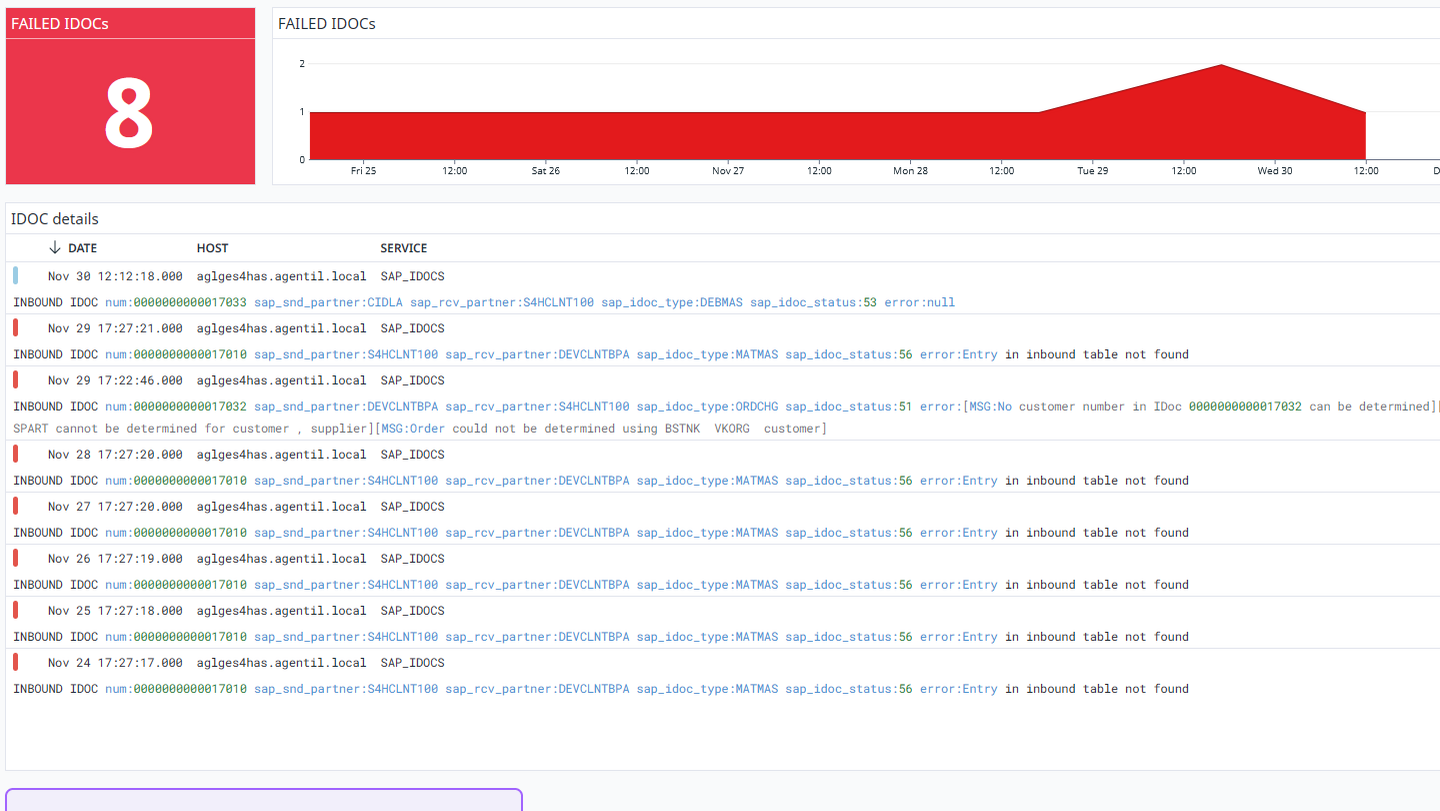 FAILED IDOCs
8
FAILED IDOCs
2
1
0
Fri 25 12:00 Sat 26 12:00 Nov 27 12:00 Mon 28 12:00 Tue 29 12:00 Wed 30 12:00 D
IDOC details
↓ DATE HOST SERVICE
Nov 30 12:12:18.000 aglges4has.agentil.local SAP_IDOCS
INBOUND IDOC num:0000000000017033 sap_snd_partner:CIDLA sap_rcv_partner:S4HCLNT100 sap_idoc_type:DEBMAS sap_idoc_status:53 error:null
Nov 29 17:27:21.000 aglges4has.agentil.local SAP_IDOCS
INBOUND IDOC num:0000000000017010 sap_snd_partner:S4HCLNT100 sap_rcv_partner:DEVCLNTBPA sap_idoc_type:MATMAS sap_idoc_status:56 error:Entry in inbound table not found
Nov 29 17:22:46.000 aglges4has.agentil.local SAP_IDOCS
INBOUND IDOC num:0000000000017032 sap_snd_partner:DEVCLNTBPA sap_rcv_partner:S4HCLNT100 sap_idoc_type:ORDCHG sap_idoc_status:51 error:[MSG:No customer number in IDoc 0000000000017032 can be determined][
SPART cannot be determined for customer , supplier][MSG:Order could not be determined using BSTNK  VKORG  customer]
Nov 28 17:27:20.000 aglges4has.agentil.local SAP_IDOCS
INBOUND IDOC num:0000000000017010 sap_snd_partner:S4HCLNT100 sap_rcv_partner:DEVCLNTBPA sap_idoc_type:MATMAS sap_idoc_status:56 error:Entry in inbound table not found
Nov 27 17:27:20.000 aglges4has.agentil.local SAP_IDOCS
INBOUND IDOC num:0000000000017010 sap_snd_partner:S4HCLNT100 sap_rcv_partner:DEVCLNTBPA sap_idoc_type:MATMAS sap_idoc_status:56 error:Entry in inbound table not found
Nov 26 17:27:19.000 aglges4has.agentil.local SAP_IDOCS
INBOUND IDOC num:0000000000017010 sap_snd_partner:S4HCLNT100 sap_rcv_partner:DEVCLNTBPA sap_idoc_type:MATMAS sap_idoc_status:56 error:Entry in inbound table not found
Nov 25 17:27:18.000 aglges4has.agentil.local SAP_IDOCS
INBOUND IDOC num:0000000000017010 sap_snd_partner:S4HCLNT100 sap_rcv_partner:DEVCLNTBPA sap_idoc_type:MATMAS sap_idoc_status:56 error:Entry in inbound table not found
Nov 24 17:27:17.000 aglges4has.agentil.local SAP_IDOCS
INBOUND IDOC num:0000000000017010 sap_snd_partner:S4HCLNT100 sap_rcv_partner:DEVCLNTBPA sap_idoc_type:MATMAS sap_idoc_status:56 error:Entry in inbound table not found